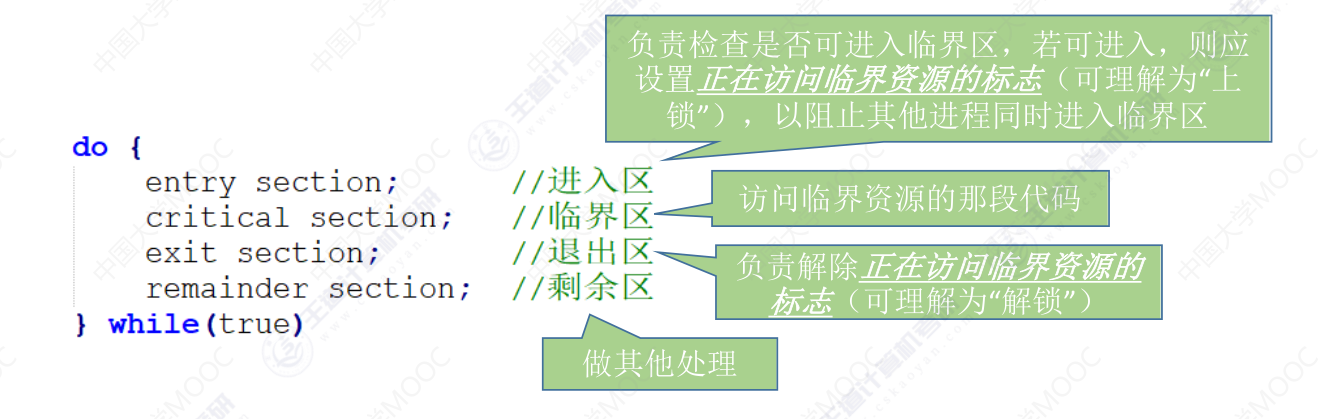 负责检查是否可进入临界区，若可进入，则应
设置正在访问临界资源的标志（可理解为“上
锁”），以阻止其他进程同时进入临界区
do {
entry section; //进入区
critical section; //临界区
访问临界资源的那段代码
exit section; //退出区
负责解除正在访问临界资源的
标志（可理解为“解锁”）
remainder section; //剩余区
} while(true)
做其他处理